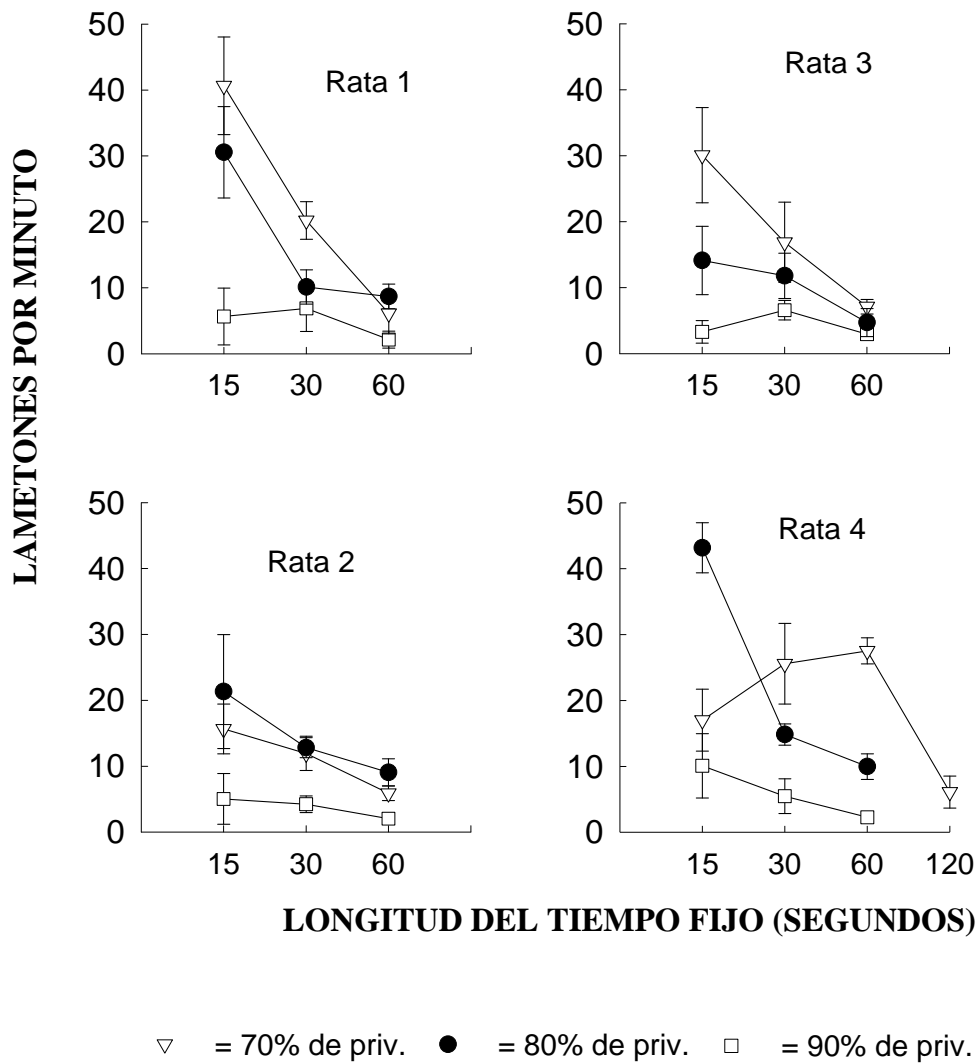 LAMETONES POR MINUTO
50
40
30
20
10
0
Rata 1
15 30 60
50
40
30
20
10
0
Rata 3
15 30 60
50
40
30
20
10
0
Rata 2
15 30 60
50
40
30
20
10
0
Rata 4
15 30 60 120
LONGITUD DEL TIEMPO FIJO (SEGUNDOS)
= 70% de priv. = 80% de priv. = 90% de priv.